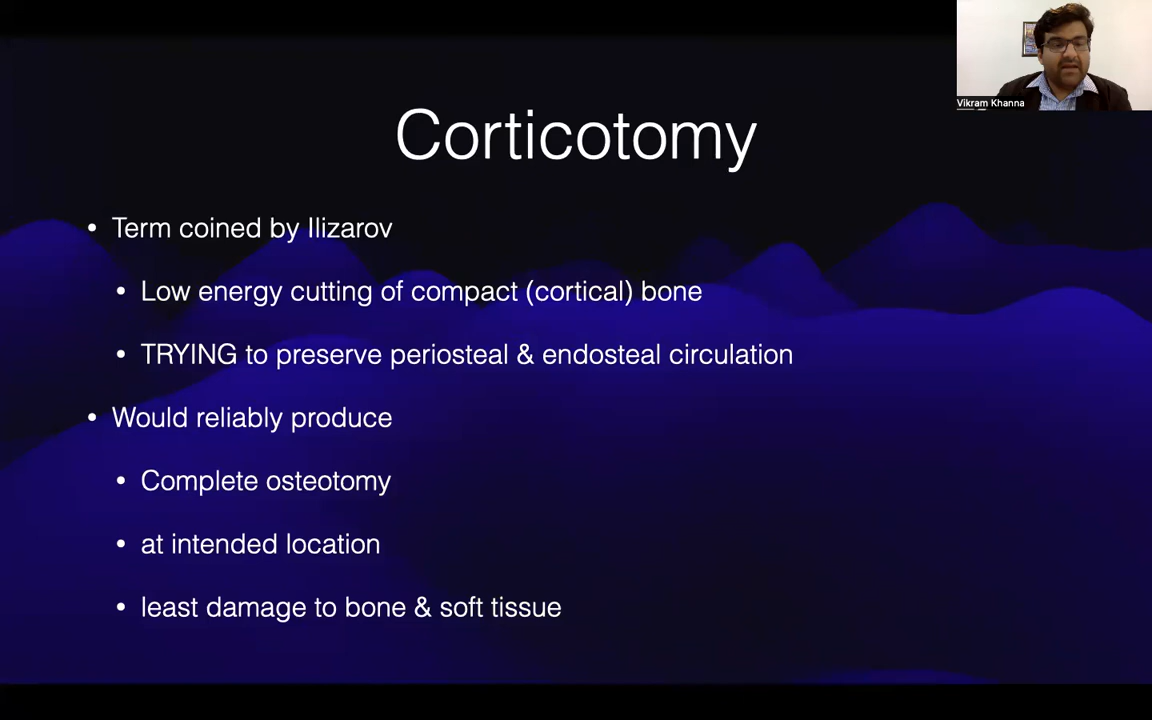 Vikram Khanna
Corticotomy
• Term coined by Ilizarov
• Low energy cutting of compact (cortical) bone
• TRYING to preserve periosteal & endosteal circulation
• Would reliably produce
• Complete osteotomy
• at intended location
• least damage to bone & soft tissue